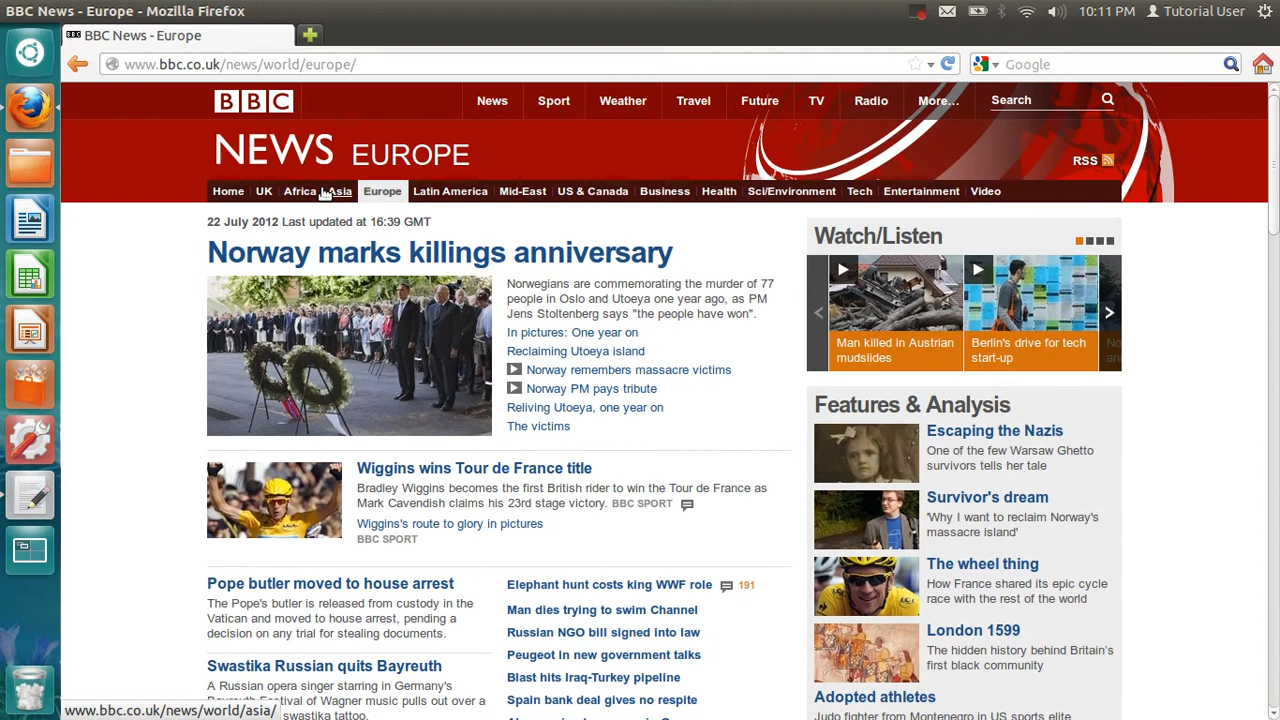 BBC News - Europe - Mozilla Firefox
10:11 PM Tutorial User
BBC News - Europe
www.bbc.co.uk/news/world/europe/
Google
BBC
News Sport Weather Travel Future TV Radio More... Search
NEWS EUROPE
RSS
Home UK Africa Asia Europe Latin America Mid-East US & Canada Business Health Sci/Environment Tech Entertainment Video
22 July 2012 Last updated at 16:39 GMT
Norway marks killings anniversary
Norwegians are commemorating the murder of 77
people in Oslo and Utoeya one year ago, as PM
Jens Stoltenberg says "the people have won".
In pictures: One year on
Reclaiming Utoeya island
Norway remembers massacre victims
Norway PM pays tribute
Reliving Utoeya, one year on
The victims
Wiggins wins Tour de France title
Bradley Wiggins becomes the first British rider to win the Tour de France as
Mark Cavendish claims his 23rd stage victory. BBC SPORT
Wiggins's route to glory in pictures
BBC SPORT
Pope butler moved to house arrest
The Pope's butler is released from custody in the
Vatican and moved to house arrest, pending a
decision on any trial for stealing documents.
Swastika Russian quits Bayreuth
A Russian opera singer starring in Germany's
Bayreuth Festival of Wagner music pulls out over a
swastika tattoo.
Elephant hunt costs king WWF role 191
Man dies trying to swim Channel
Russian NGO bill signed into law
Peugeot in new government talks
Blast hits Iraq-Turkey pipeline
Spain bank deal gives no respite
Watch/Listen
Man killed in Austrian
mudslides
Berlin's drive for tech
start-up
Features & Analysis
Escaping the Nazis
One of the few Warsaw Ghetto
survivors tells her tale
Survivor's dream
'Why I want to reclaim Norway's
massacre island'
The wheel thing
How France shared its epic cycle
race with the rest of the world
London 1599
The hidden history behind Britain's
first black community
Adopted athletes
Judo fighter from Montenegro in US sports elite
www.bbc.co.uk/news/world/asia/